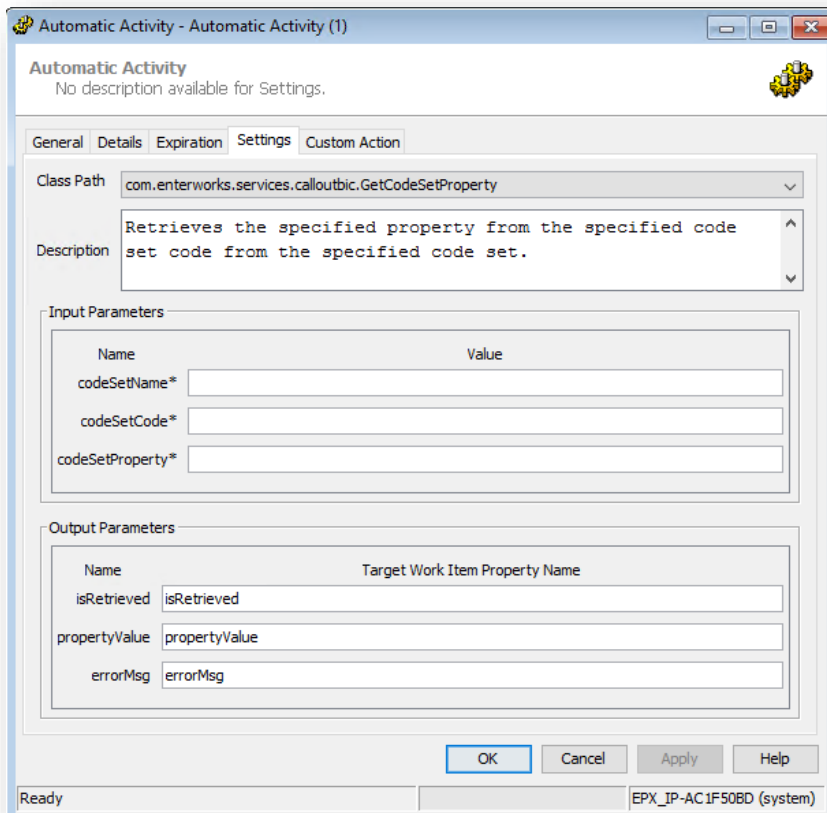 Automatic Activity - Automatic Activity (1)
Automatic Activity
No description available for Settings.
General Details Expiration Settings Custom Action
Class Path com.enterworks.services.calloutbic.GetCodeSetProperty
Description Retrieves the specified property from the specified code
set code from the specified code set.
Input Parameters
Name Value
codeSetName*
codeSetCode*
codeSetProperty*
Output Parameters
Name Target Work Item Property Name
isRetrieved isRetrieved
propertyValue propertyValue
errorMsg errorMsg
OK Cancel Apply Help
Ready EPX_IP-AC1F50BD (system)